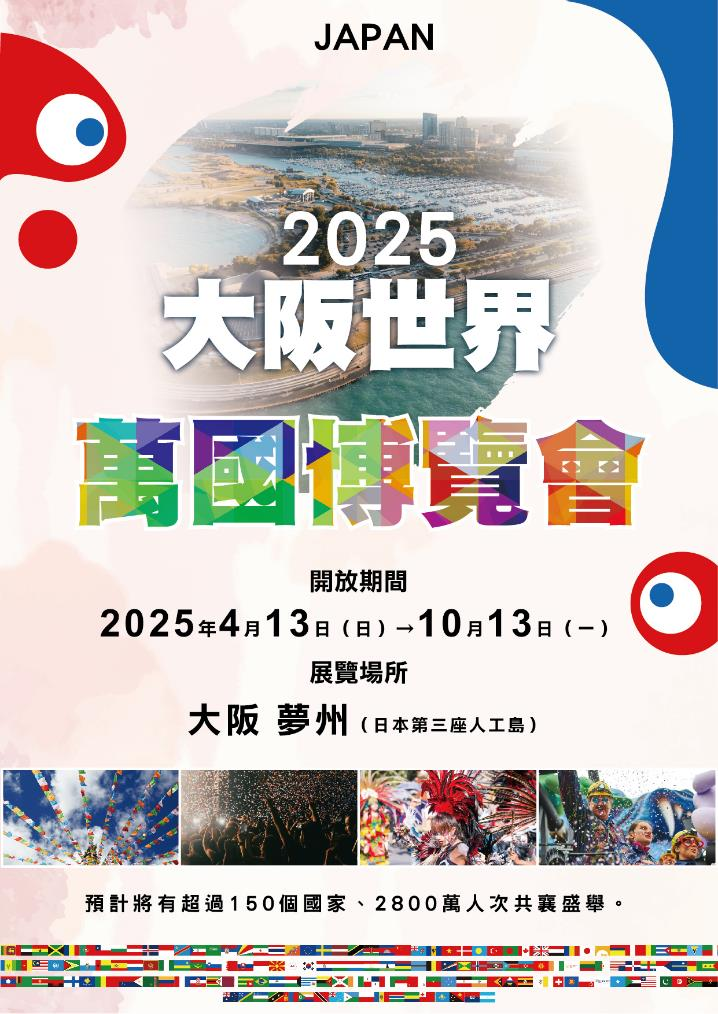 JAPAN
2025
大阪世界
萬國博覽會
開放期間
2025年4月13日（日）→10月13日（一）
展覽場所
大阪 夢州（日本第三座人工島）
預計將有超過150個國家、2800萬人次共襄盛舉。